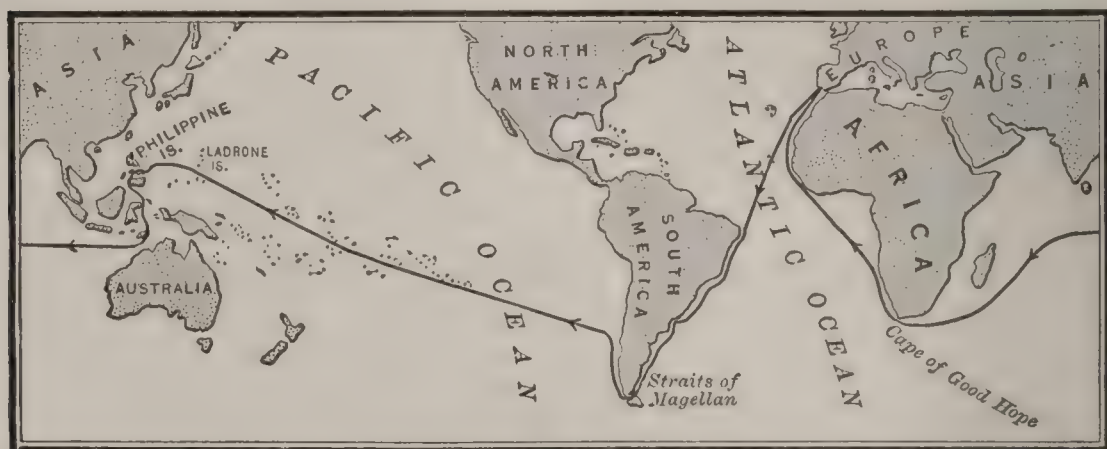 ASIA
PACIFIC OCEAN
PHILIPPINE
IS.
LADRONE
IS.
AUSTRALIA
NORTH
AMERICA
SOUTH
AMERICA
Straits of
Magellan
ATLANTIC OCEAN
EUROPE
ASIA
AFRICA
Cape of Good Hope